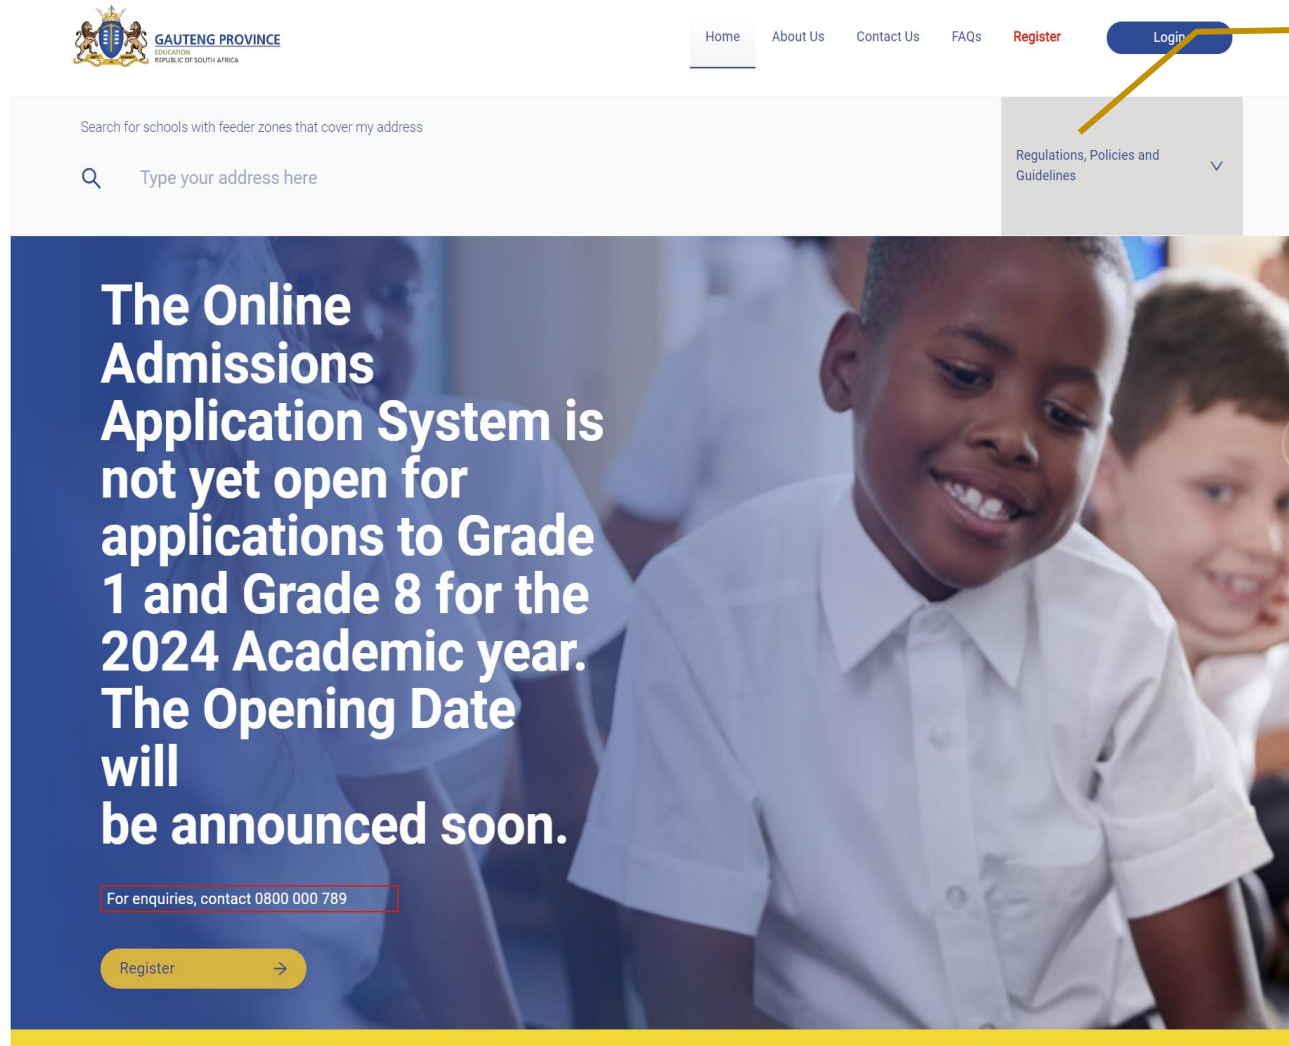 GAUTENG PROVINCE
EDUCATION
REPUBLIC OF SOUTH AFRICA
Home About Us Contact Us FAQs Register Login
Search for schools with feeder zones that cover my address
Type your address here
Regulations, Policies and
Guidelines
The Online
Admissions
Application System is
not yet open for
applications to Grade
1 and Grade 8 for the
2024 Academic year.
The Opening Date
will
be announced soon.
For enquiries, contact 0800 000 789
Register